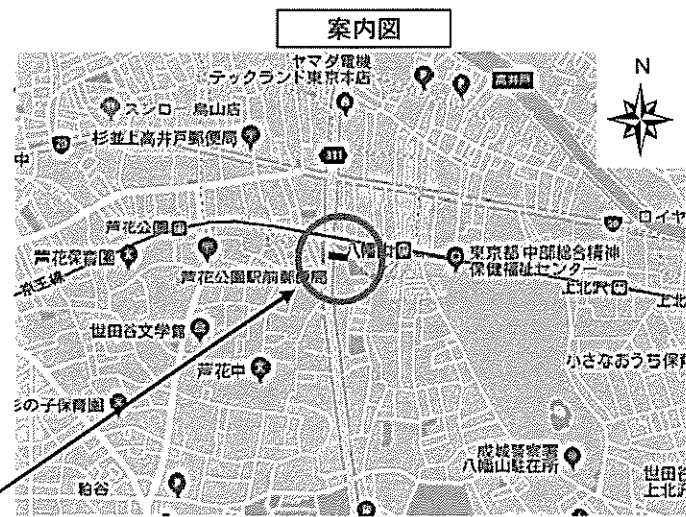 案内図
N
ヤマダ電機
テックランド東京本店
高井戸
スンロー烏山店
杉並上高井戸郵便局
中
20
311
20
ロイヤ
芦花公園
八幡山
東京都 中部総合精神
保健福祉センター
芦花保育園
京王線
芦花公園駅前郵便局
上北沢
上北
世田谷文学館
芦花中
小さなおうち保育
の子保育園
成城警察署
八幡山駐在所
粕谷
世田谷
上北沢